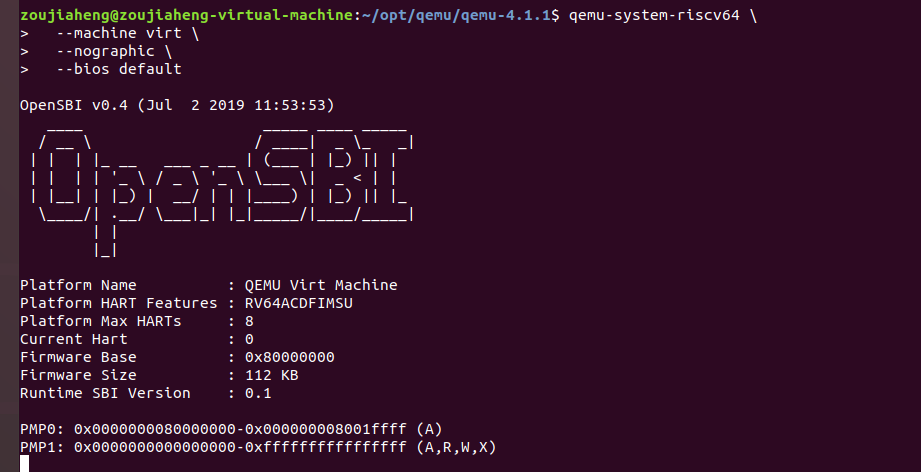 zoujiaheng@zoujiaheng-virtual-machine:~/opt/qemu/qemu-4.1.1$ qemu-system-riscv64 \
>   --machine virt \
>   --nographic \
>   --bios default

OpenSBI v0.4 (Jul  2 2019 11:53:53)
   ____                    _____ ____ _____
  / __ \                  / ____|  _ \_   _|
 | |  | |_ __   ___ _ __ | (___ | |_) || |
 | |  | | '_ \ / _ \ '_ \ \___ \|  _ < | |
 | |__| | |_) |  __/ | | |____) | |_) || |_
  \____/| .__/ \___|_| |_|_____/|____/_____|
        | |
        |_|

Platform Name          : QEMU Virt Machine
Platform HART Features : RV64ACDFIMSU
Platform Max HARTs     : 8
Current Hart           : 0
Firmware Base          : 0x80000000
Firmware Size          : 112 KB
Runtime SBI Version    : 0.1

PMP0: 0x0000000080000000-0x000000008001ffff (A)
PMP1: 0x0000000000000000-0xffffffffffffffff (A,R,W,X)